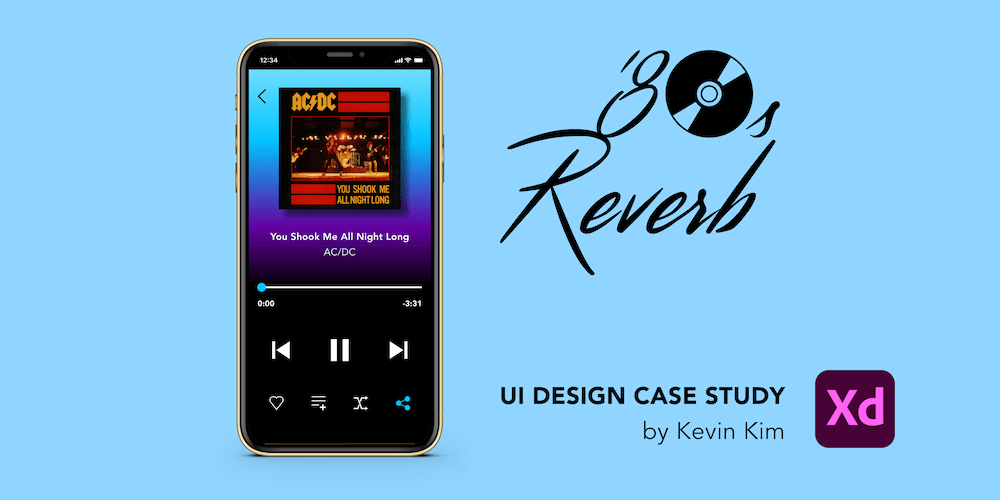 12:34
AC/DC
YOU SHOOK ME
ALL NIGHT LONG
You Shook Me All Night Long
AC/DC
0:00
-3:31
'80s
Reverb
UI DESIGN CASE STUDY
by Kevin Kim
Xd